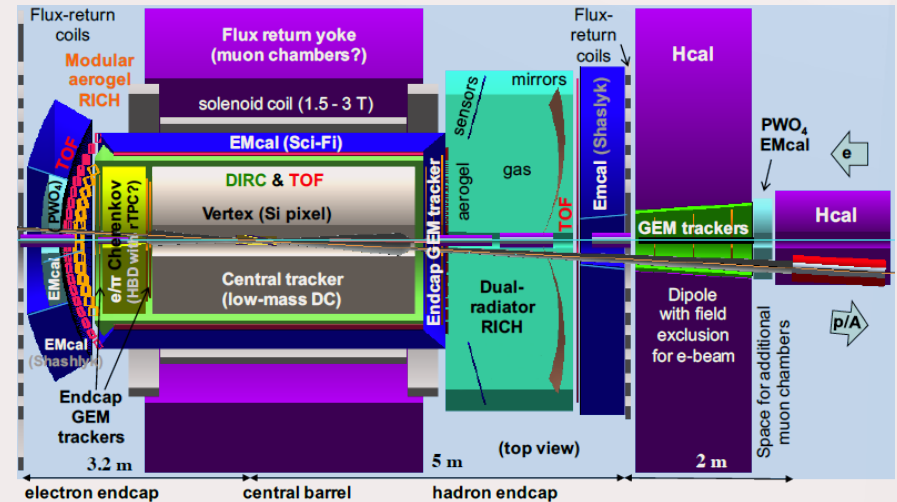 Flux-return
coils
Modular
aerogel
RICH
Flux return yoke
(muon chambers?)
solenoid coil (1.5 - 3 T)
EMcal (Sci-Fi)
DIRC & TOF
Vertex (Si pixel)
Central tracker
(low-mass DC)
TOF
PWO₄
EMcal
EMcal
(Shashlyk)
e/π Cherenkov
(HBD with rTPC?)
Endcap
GEM
trackers
Endcap GEM tracker
sensors
mirrors
aerogel
gas
TOF
Dual-
radiator
RICH
Flux-
return
coils
Emcal (Shaslyk)
Hcal
GEM trackers
Dipole
with field
exclusion
for e-beam
PWO₄
EMcal
e
Hcal
p/A
Space for additional
muon chambers
(top view)
3.2 m
5 m
2 m
electron endcap
central barrel
hadron endcap